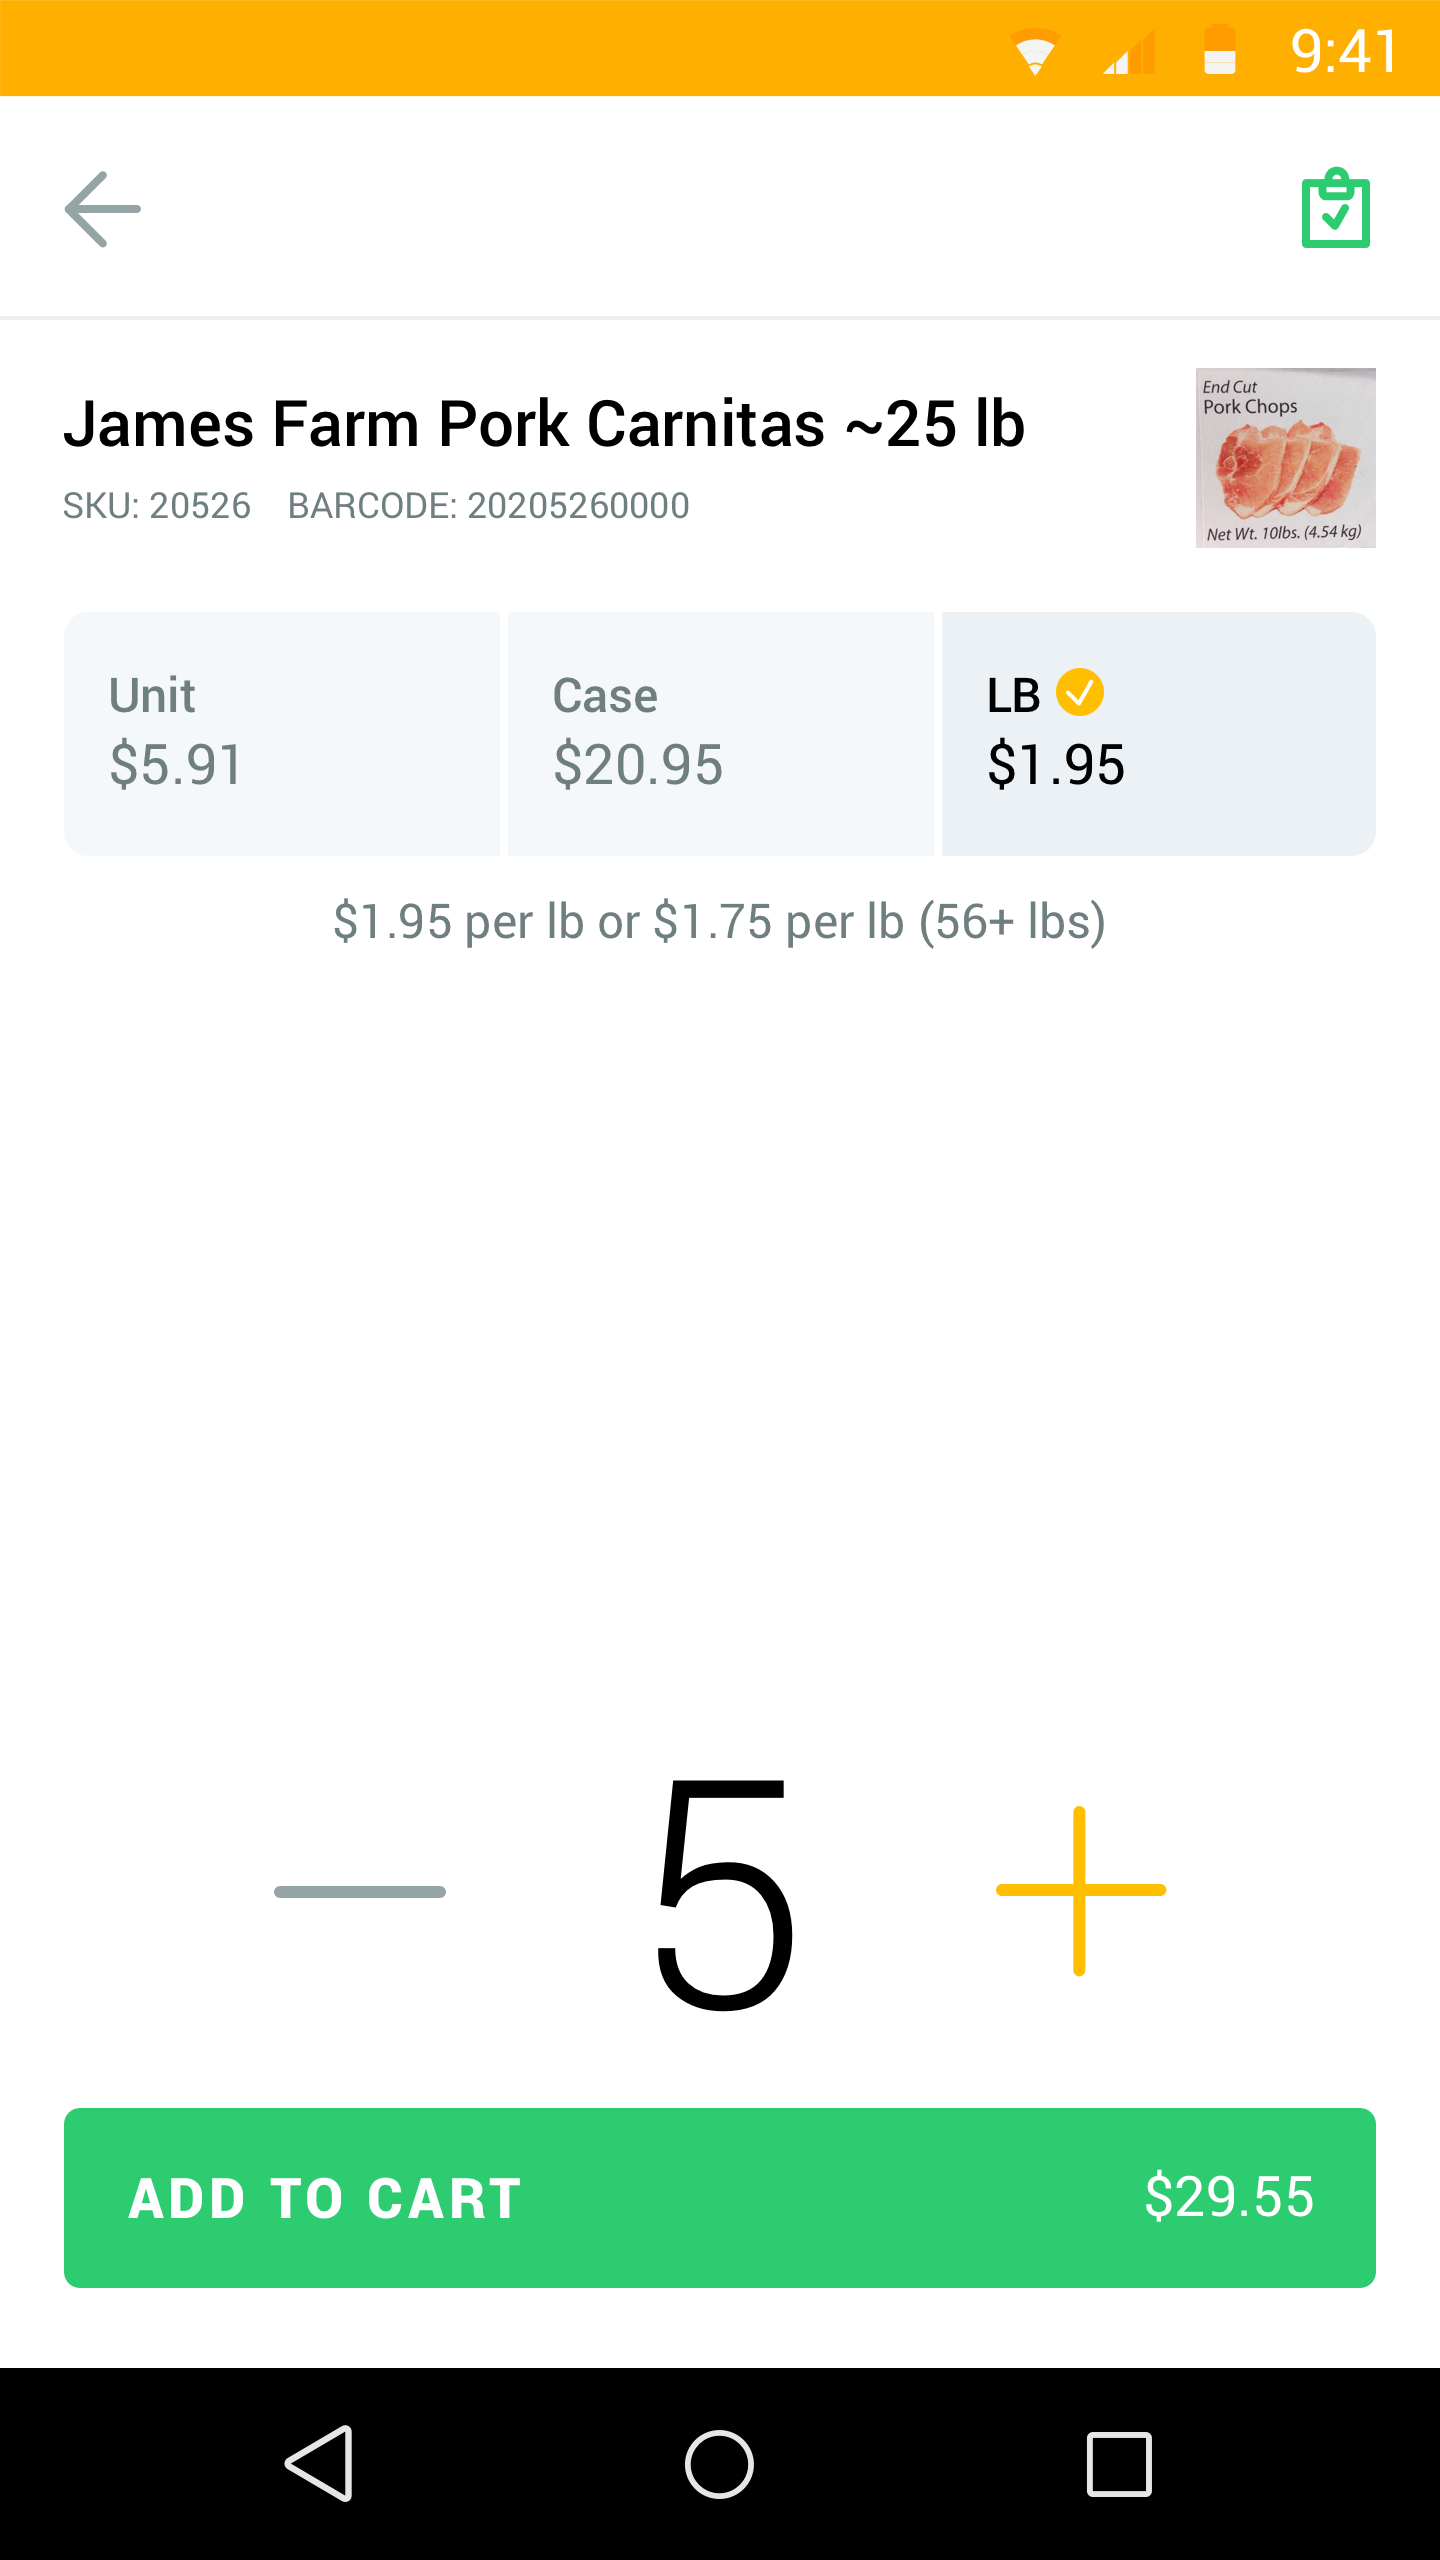 9:41
James Farm Pork Carnitas ~25 lb
SKU: 20526 BARCODE: 20205260000
End Cut
Pork Chops
Net Wt. 10lbs. (4.54 kg)
Unit
$5.91
Case
$20.95
LB
$1.95
$1.95 per lb or $1.75 per lb (56+ lbs)
5
ADD TO CART $29.55